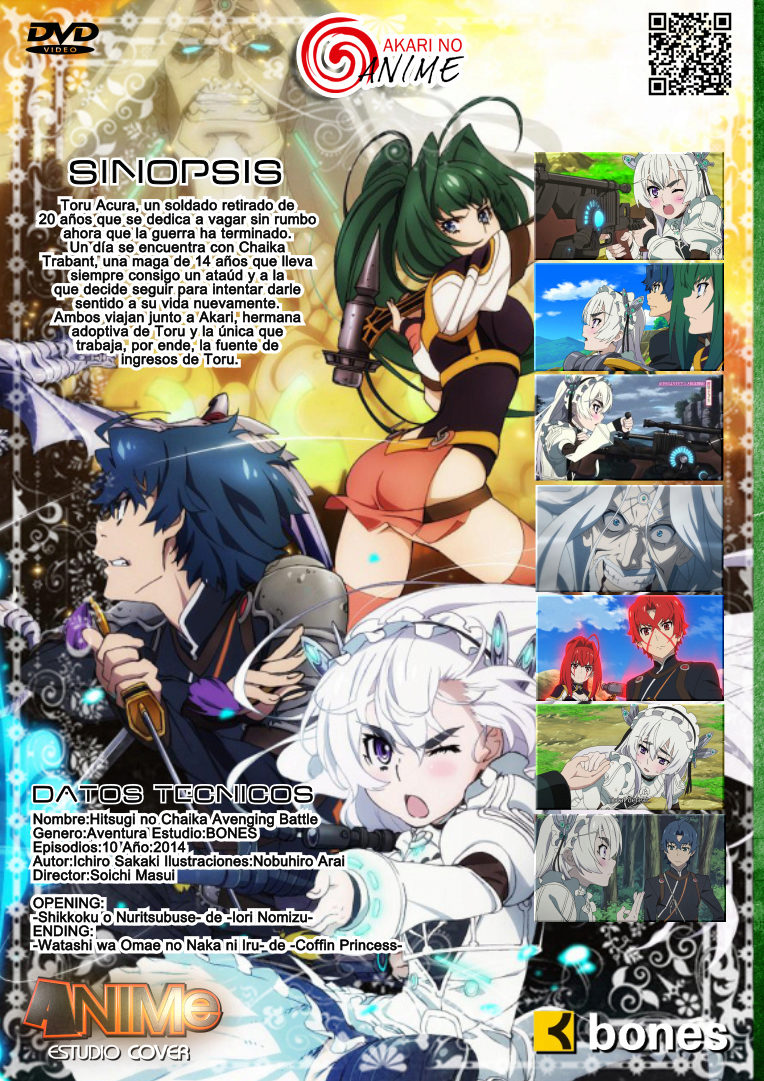 DVD
VIDEO
AKARI NO
ANIME
SINOPSIS
Toru Acura, un soldado retirado de
20 años que se dedica a vagar sin rumbo
ahora que la guerra ha terminado.
Un día se encuentra con Chaika
Trabant, una maga de 14 años que lleva
siempre consigo un ataúd y a la
que decide seguir para intentar darle
sentido a su vida nuevamente.
Ambos viajan junto a Akari, hermana
adoptiva de Toru y la única que
trabaja, por ende, la fuente de
ingresos de Toru.
DATOS TECNICOS
Nombre:Hitsugi no Chaika Avenging Battle
Genero:Aventura Estudio:BONES
Episodios:10 Año:2014
Autor:Ichiro Sakaki Ilustraciones:Nobuhiro Arai
Director:Soichi Masui
OPENING:
-Shikkoku o Nuritsubuse- de -Iori Nomizu-
ENDING:
-Watashi wa Omae no Naka ni Iru- de -Coffin Princess-
ANIMe
ESTUDIO COVER
bones